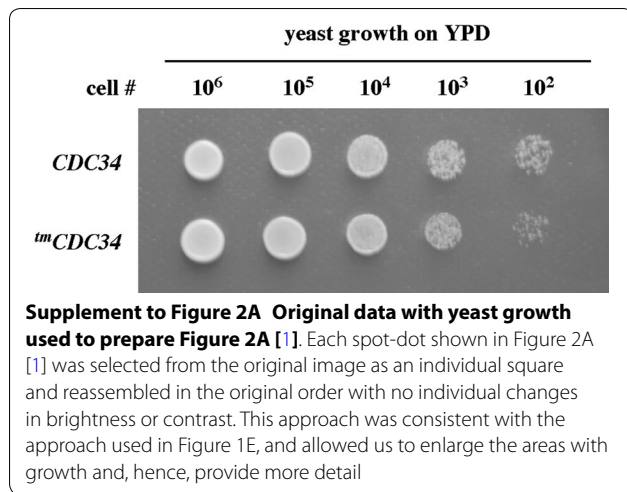 yeast growth on YPD
cell # 10⁶ 10⁵ 10⁴ 10³ 10²
CDC34
ᵗᵐCDC34
Supplement to Figure 2A Original data with yeast growth
used to prepare Figure 2A [1]. Each spot-dot shown in Figure 2A
[1] was selected from the original image as an individual square
and reassembled in the original order with no individual changes
in brightness or contrast. This approach was consistent with the
approach used in Figure 1E, and allowed us to enlarge the areas with
growth and, hence, provide more detail